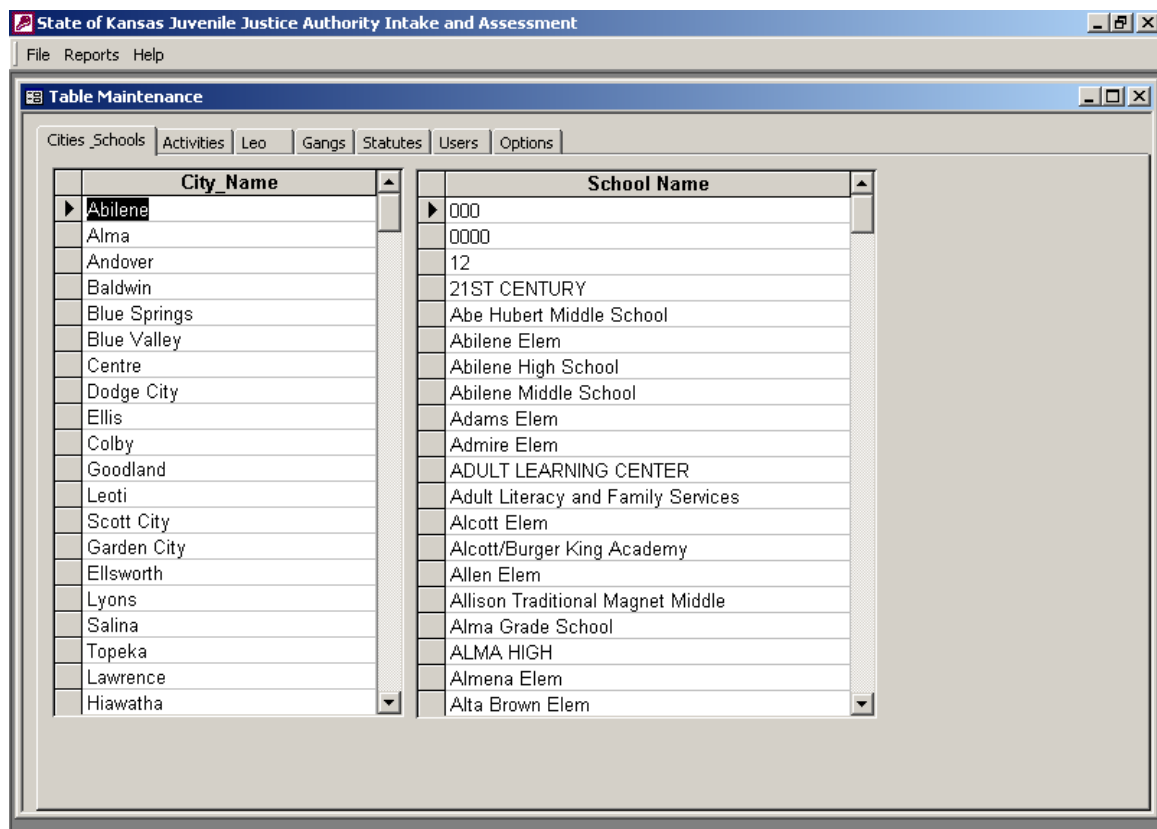 State of Kansas Juvenile Justice Authority Intake and Assessment
File Reports Help
Table Maintenance
Cities_Schools Activities Leo Gangs Statutes Users Options
City_Name
Abilene
Alma
Andover
Baldwin
Blue Springs
Blue Valley
Centre
Dodge City
Ellis
Colby
Goodland
Leoti
Scott City
Garden City
Ellsworth
Lyons
Salina
Topeka
Lawrence
Hiawatha
School Name
000
0000
12
21ST CENTURY
Abe Hubert Middle School
Abilene Elem
Abilene High School
Abilene Middle School
Adams Elem
Admire Elem
ADULT LEARNING CENTER
Adult Literacy and Family Services
Alcott Elem
Alcott/Burger King Academy
Allen Elem
Allison Traditional Magnet Middle
Alma Grade School
ALMA HIGH
Almena Elem
Alta Brown Elem